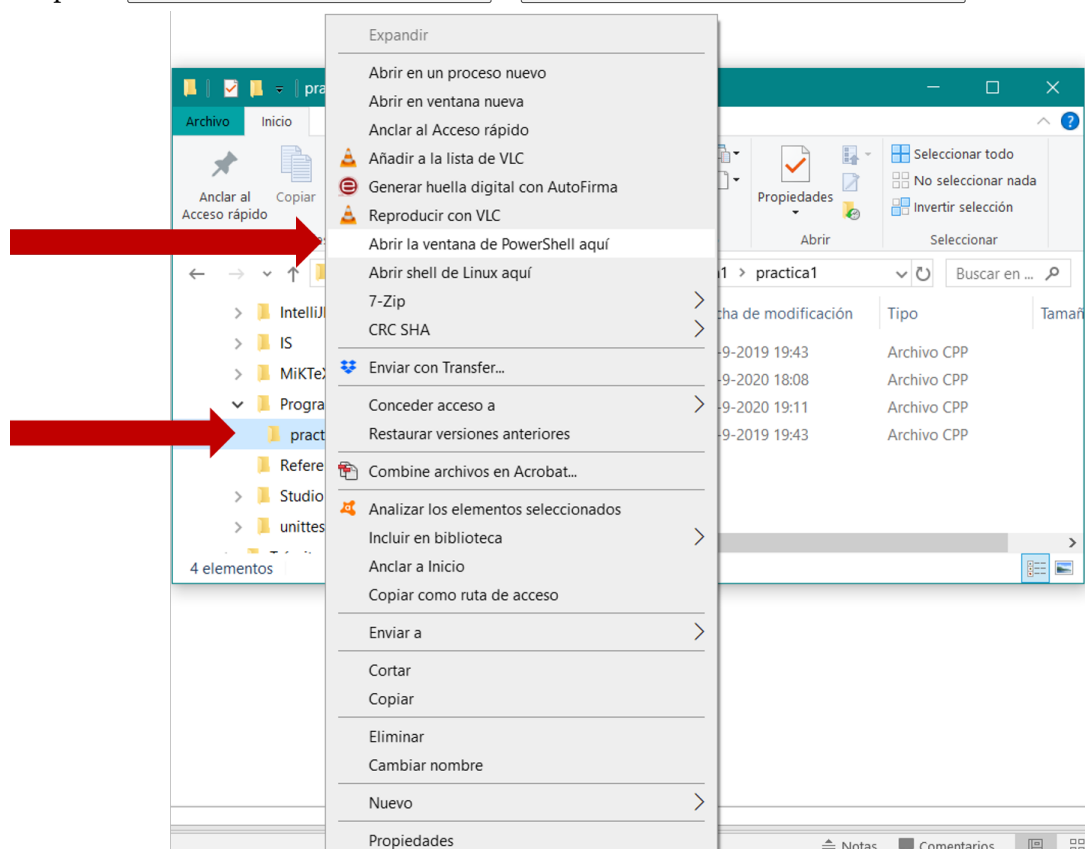 Expandir
Abrir en un proceso nuevo
Abrir en ventana nueva
Anclar al Acceso rápido
Añadir a la lista de VLC
Generar huella digital con AutoFirma
Reproducir con VLC
Abrir la ventana de PowerShell aquí
Abrir shell de Linux aquí
7-Zip
CRC SHA
Enviar con Transfer...
Conceder acceso a
Restaurar versiones anteriores
Combine archivos en Acrobat...
Analizar los elementos seleccionados
Incluir en biblioteca
Anclar a Inicio
Copiar como ruta de acceso
Enviar a
Cortar
Copiar
Eliminar
Cambiar nombre
Nuevo
Propiedades
pra
Archivo Inicio
Anclar al
Acceso rápido
Copiar
Propiedades
Abrir
Seleccionar todo
No seleccionar nada
Invertir selección
Seleccionar
1 > practica1
Buscar en ...
IntelliJ
IS
MiKTe
Progra
pract
Refere
Studio
unittes
4 elementos
cha de modificación Tipo Tamañ
-9-2019 19:43 Archivo CPP
-9-2020 18:08 Archivo CPP
-9-2020 19:11 Archivo CPP
-9-2019 19:43 Archivo CPP
Notas Comentarios